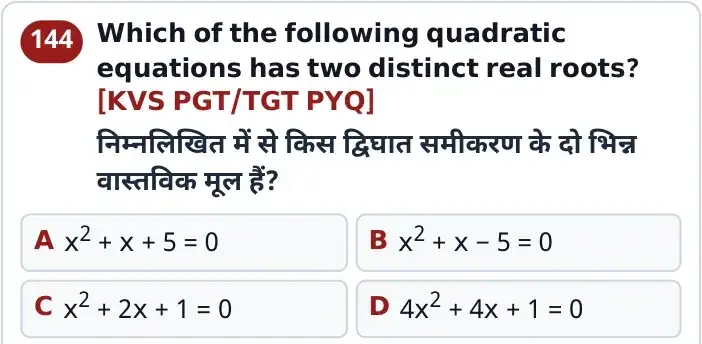 144 Which of the following quadratic
equations has two distinct real roots?
[KVS PGT/TGT PYQ]
निम्नलिखित में से किस द्विघात समीकरण के दो भिन्न
वास्तविक मूल हैं?
A x² + x + 5 = 0 B x² + x − 5 = 0
C x² + 2x + 1 = 0 D 4x² + 4x + 1 = 0